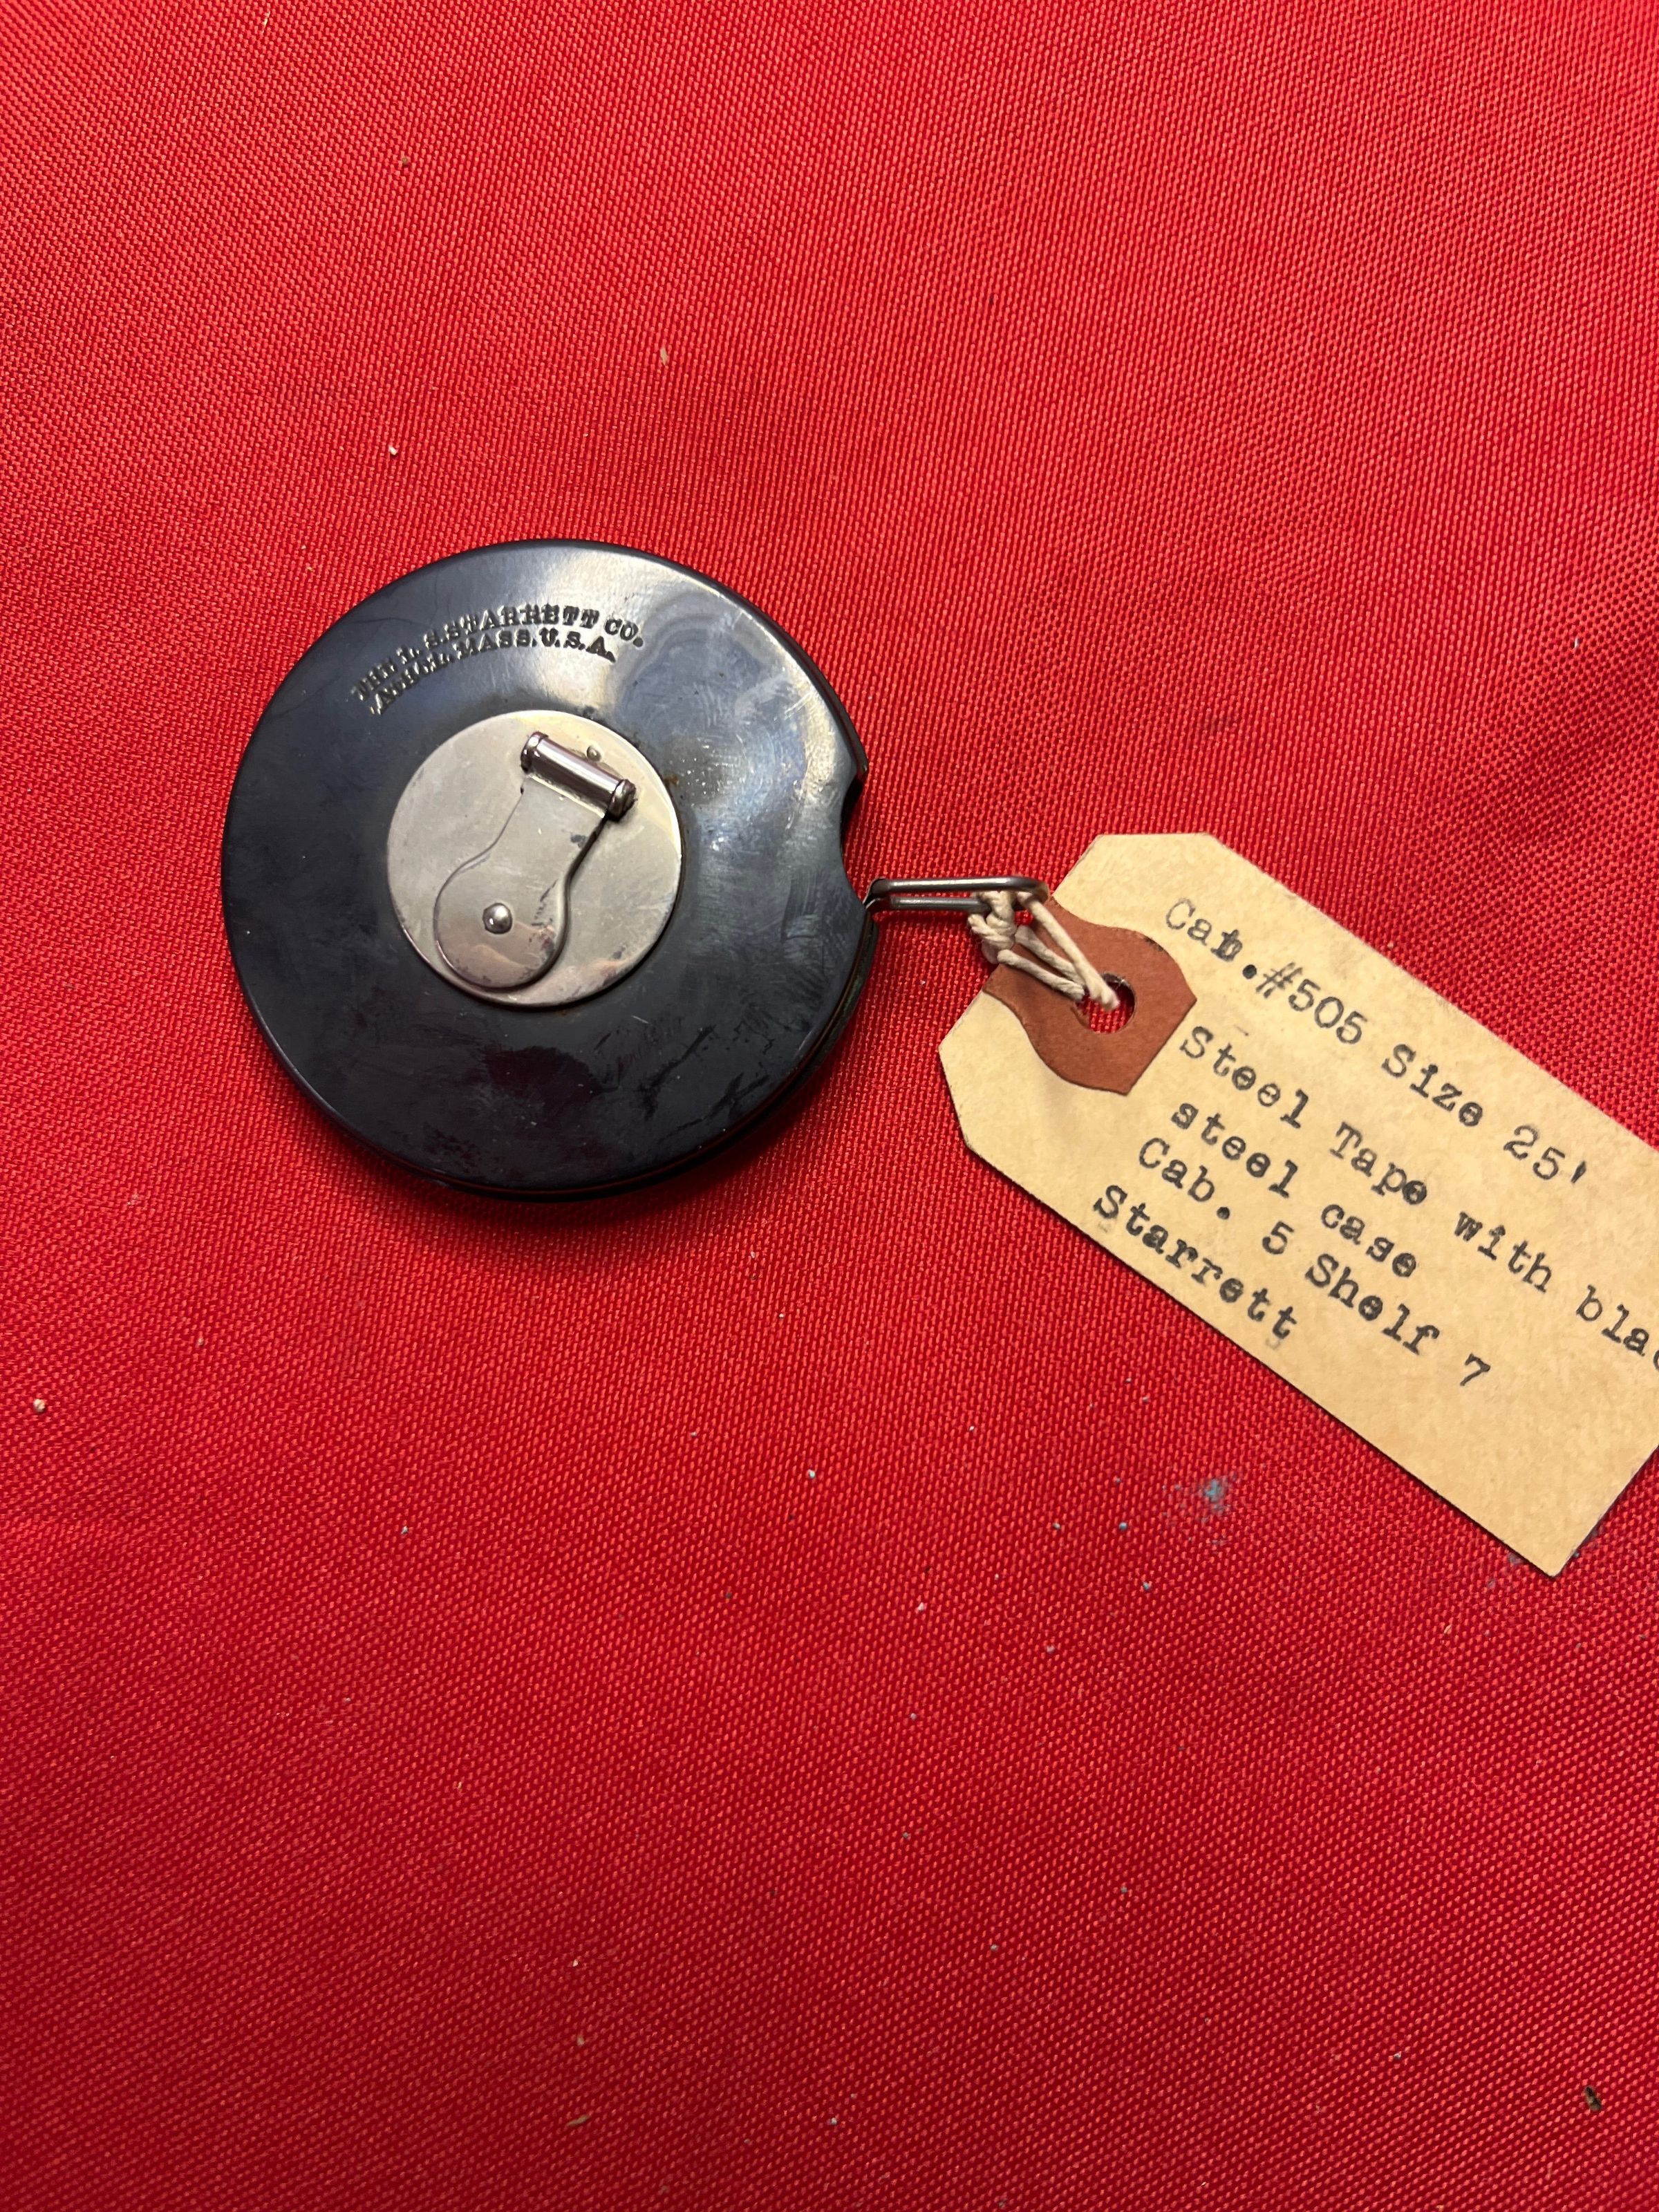 THE L. S. STARRETT CO.
ATHOL, MASS. U.S.A.
Cat.#505 Size 25'
Steel Tape with blac
steel case
Cab. 5 Shelf 7
Starrett